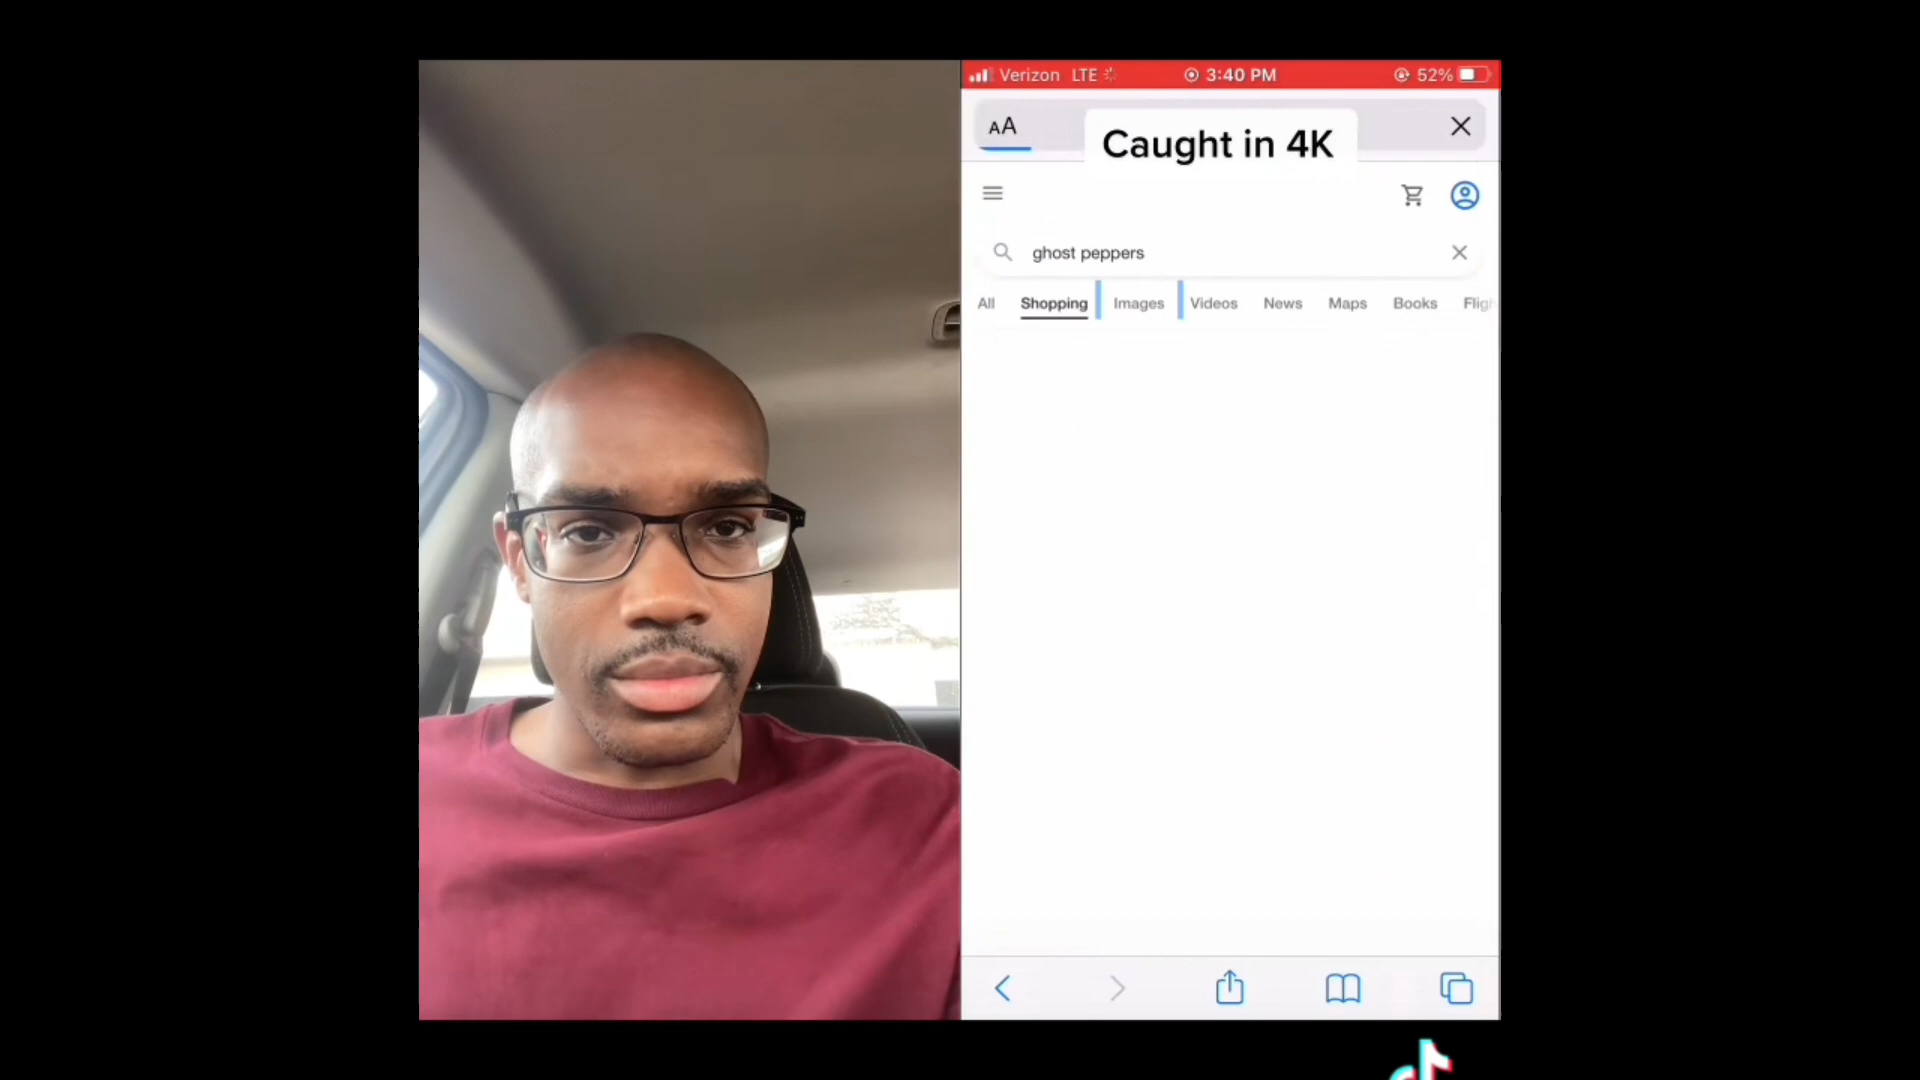 Verizon LTE 3:40 PM 52%
AA
Caught in 4K
ghost peppers
All Shopping Images Videos News Maps Books Fligh